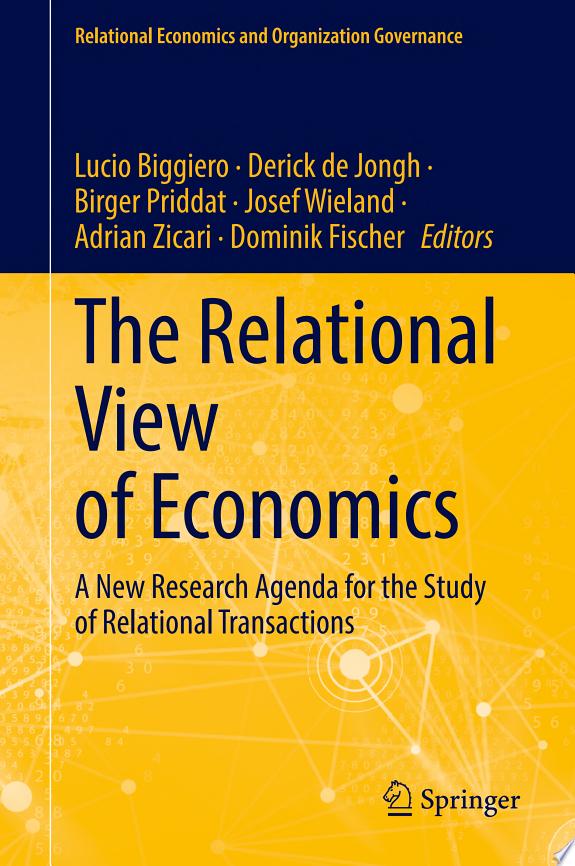 Relational Economics and Organization Governance
Lucio Biggiero · Derick de Jongh ·
Birger Priddat · Josef Wieland ·
Adrian Zicari · Dominik Fischer Editors
The Relational
View
of Economics
A New Research Agenda for the Study
of Relational Transactions
Springer